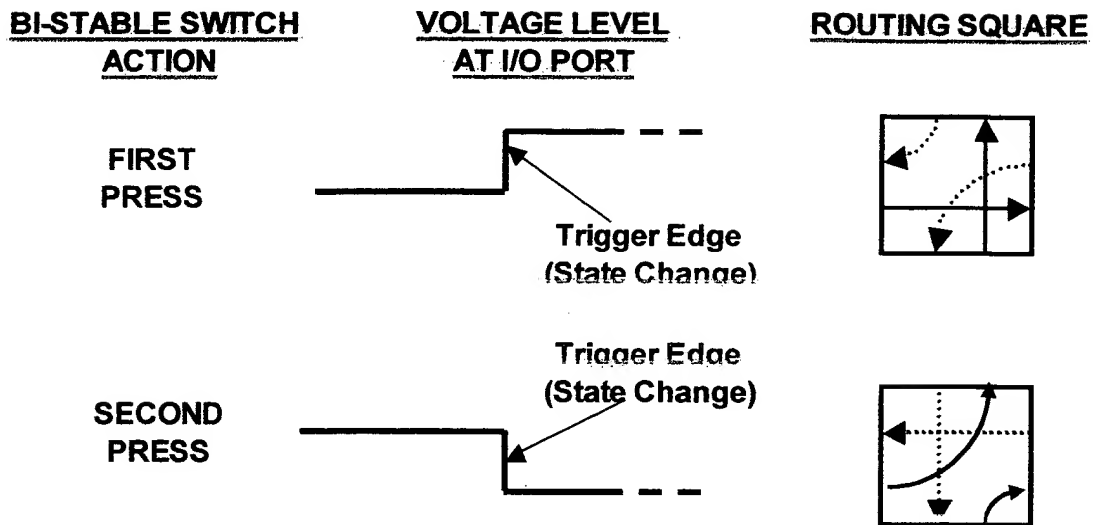 BI-STABLE SWITCH
ACTION
VOLTAGE LEVEL
AT I/O PORT
ROUTING SQUARE
FIRST
PRESS
Trigger Edge
(State Change)
SECOND
PRESS
Trigger Edge
(State Change)